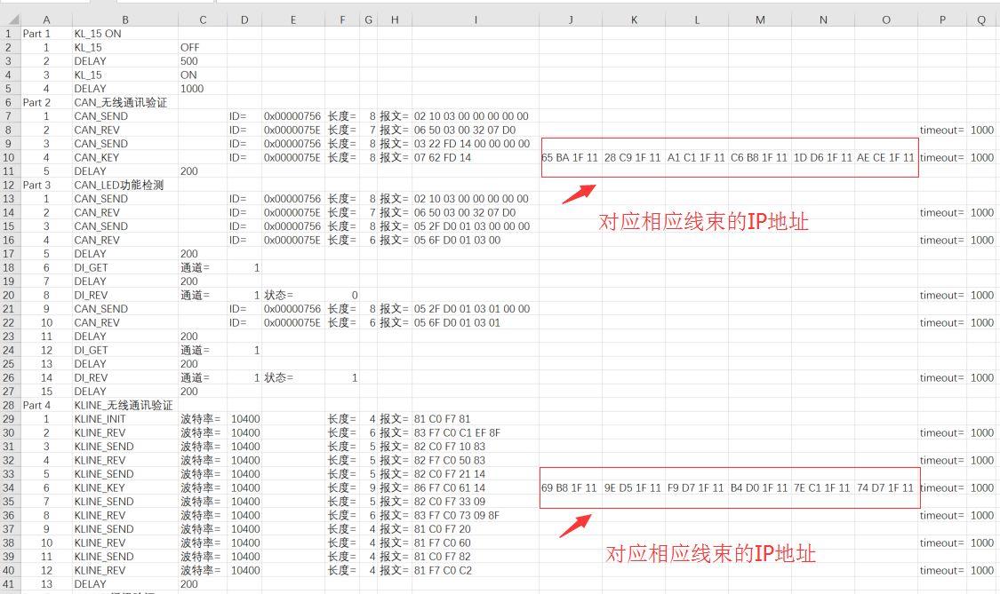 A B C D E F G H I J K L M N O P Q
1 Part 1 KL_15 ON
2 1 KL_15 OFF
3 2 DELAY 500
4 3 KL_15 ON
5 4 DELAY 1000
6 Part 2 CAN_无线通讯验证
7 1 CAN_SEND ID= 0x00000756 长度= 8 报文= 02 10 03 00 00 00 00 00
8 2 CAN_REV ID= 0x0000075E 长度= 7 报文= 06 50 03 00 32 07 D0 timeout= 1000
9 3 CAN_SEND ID= 0x00000756 长度= 8 报文= 03 22 FD 14 00 00 00 00
10 4 CAN_KEY ID= 0x0000075E 长度= 8 报文= 07 62 FD 14 65 BA 1F 11 28 C9 1F 11 A1 C1 1F 11 C6 B8 1F 11 1D D6 1F 11 AE CE 1F 11 timeout= 1000
11 5 DELAY 200
12 Part 3 CAN_LED功能检测
13 1 CAN_SEND ID= 0x00000756 长度= 8 报文= 02 10 03 00 00 00 00 00
14 2 CAN_REV ID= 0x0000075E 长度= 7 报文= 06 50 03 00 32 07 D0 timeout= 1000
对应相应线束的IP地址
15 3 CAN_SEND ID= 0x00000756 长度= 8 报文= 05 2F D0 01 03 00 00 00
16 4 CAN_REV ID= 0x0000075E 长度= 6 报文= 05 6F D0 01 03 00 timeout= 1000
17 5 DELAY 200
18 6 DI_GET 通道= 1
19 7 DELAY 200
20 8 DI_REV 通道= 1 状态= 0 timeout= 1000
21 9 CAN_SEND ID= 0x00000756 长度= 8 报文= 05 2F D0 01 03 01 00 00
22 10 CAN_REV ID= 0x0000075E 长度= 6 报文= 05 6F D0 01 03 01 timeout= 1000
23 11 DELAY 200
24 12 DI_GET 通道= 1
25 13 DELAY 200
26 14 DI_REV 通道= 1 状态= 1 timeout= 1000
27 15 DELAY 200
28 Part 4 KLINE_无线通讯验证
29 1 KLINE_INIT 波特率= 10400 长度= 4 报文= 81 C0 F7 81
30 2 KLINE_REV 波特率= 10400 长度= 6 报文= 83 F7 C0 C1 EF 8F timeout= 1000
31 3 KLINE_SEND 波特率= 10400 长度= 5 报文= 82 C0 F7 10 83
32 4 KLINE_REV 波特率= 10400 长度= 5 报文= 82 F7 C0 50 83 timeout= 1000
33 5 KLINE_SEND 波特率= 10400 长度= 5 报文= 82 C0 F7 21 14
34 6 KLINE_KEY 波特率= 10400 长度= 9 报文= 86 F7 C0 61 14 69 B8 1F 11 9E D5 1F 11 F9 D7 1F 11 B4 D0 1F 11 7E C1 1F 11 74 D7 1F 11 timeout= 1000
35 7 KLINE_SEND 波特率= 10400 长度= 5 报文= 82 C0 F7 33 09
36 8 KLINE_REV 波特率= 10400 长度= 6 报文= 83 F7 C0 73 09 8F timeout= 1000
37 9 KLINE_SEND 波特率= 10400 长度= 4 报文= 81 C0 F7 20
38 10 KLINE_REV 波特率= 10400 长度= 4 报文= 81 F7 C0 60 timeout= 1000
对应相应线束的IP地址
39 11 KLINE_SEND 波特率= 10400 长度= 4 报文= 81 C0 F7 82
40 12 KLINE_REV 波特率= 10400 长度= 4 报文= 81 F7 C0 C2 timeout= 1000
41 13 DELAY 200